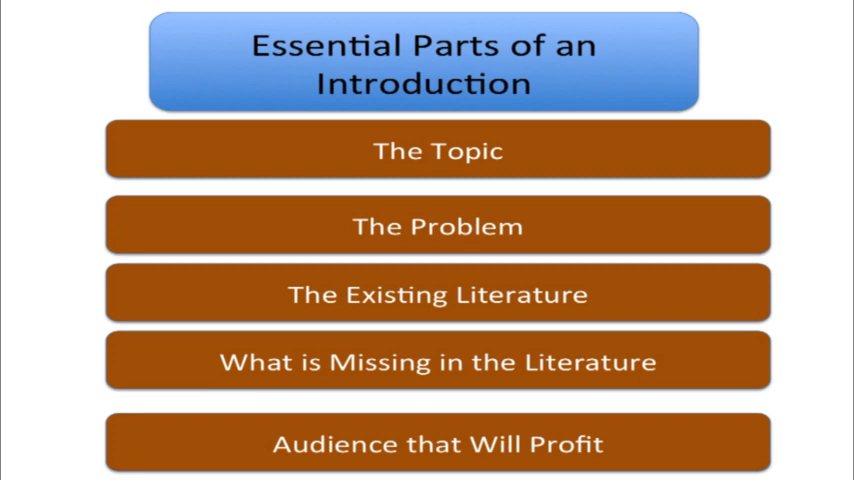 Essential Parts of an
Introduction
The Topic
The Problem
The Existing Literature
What is Missing in the Literature
Audience that Will Profit